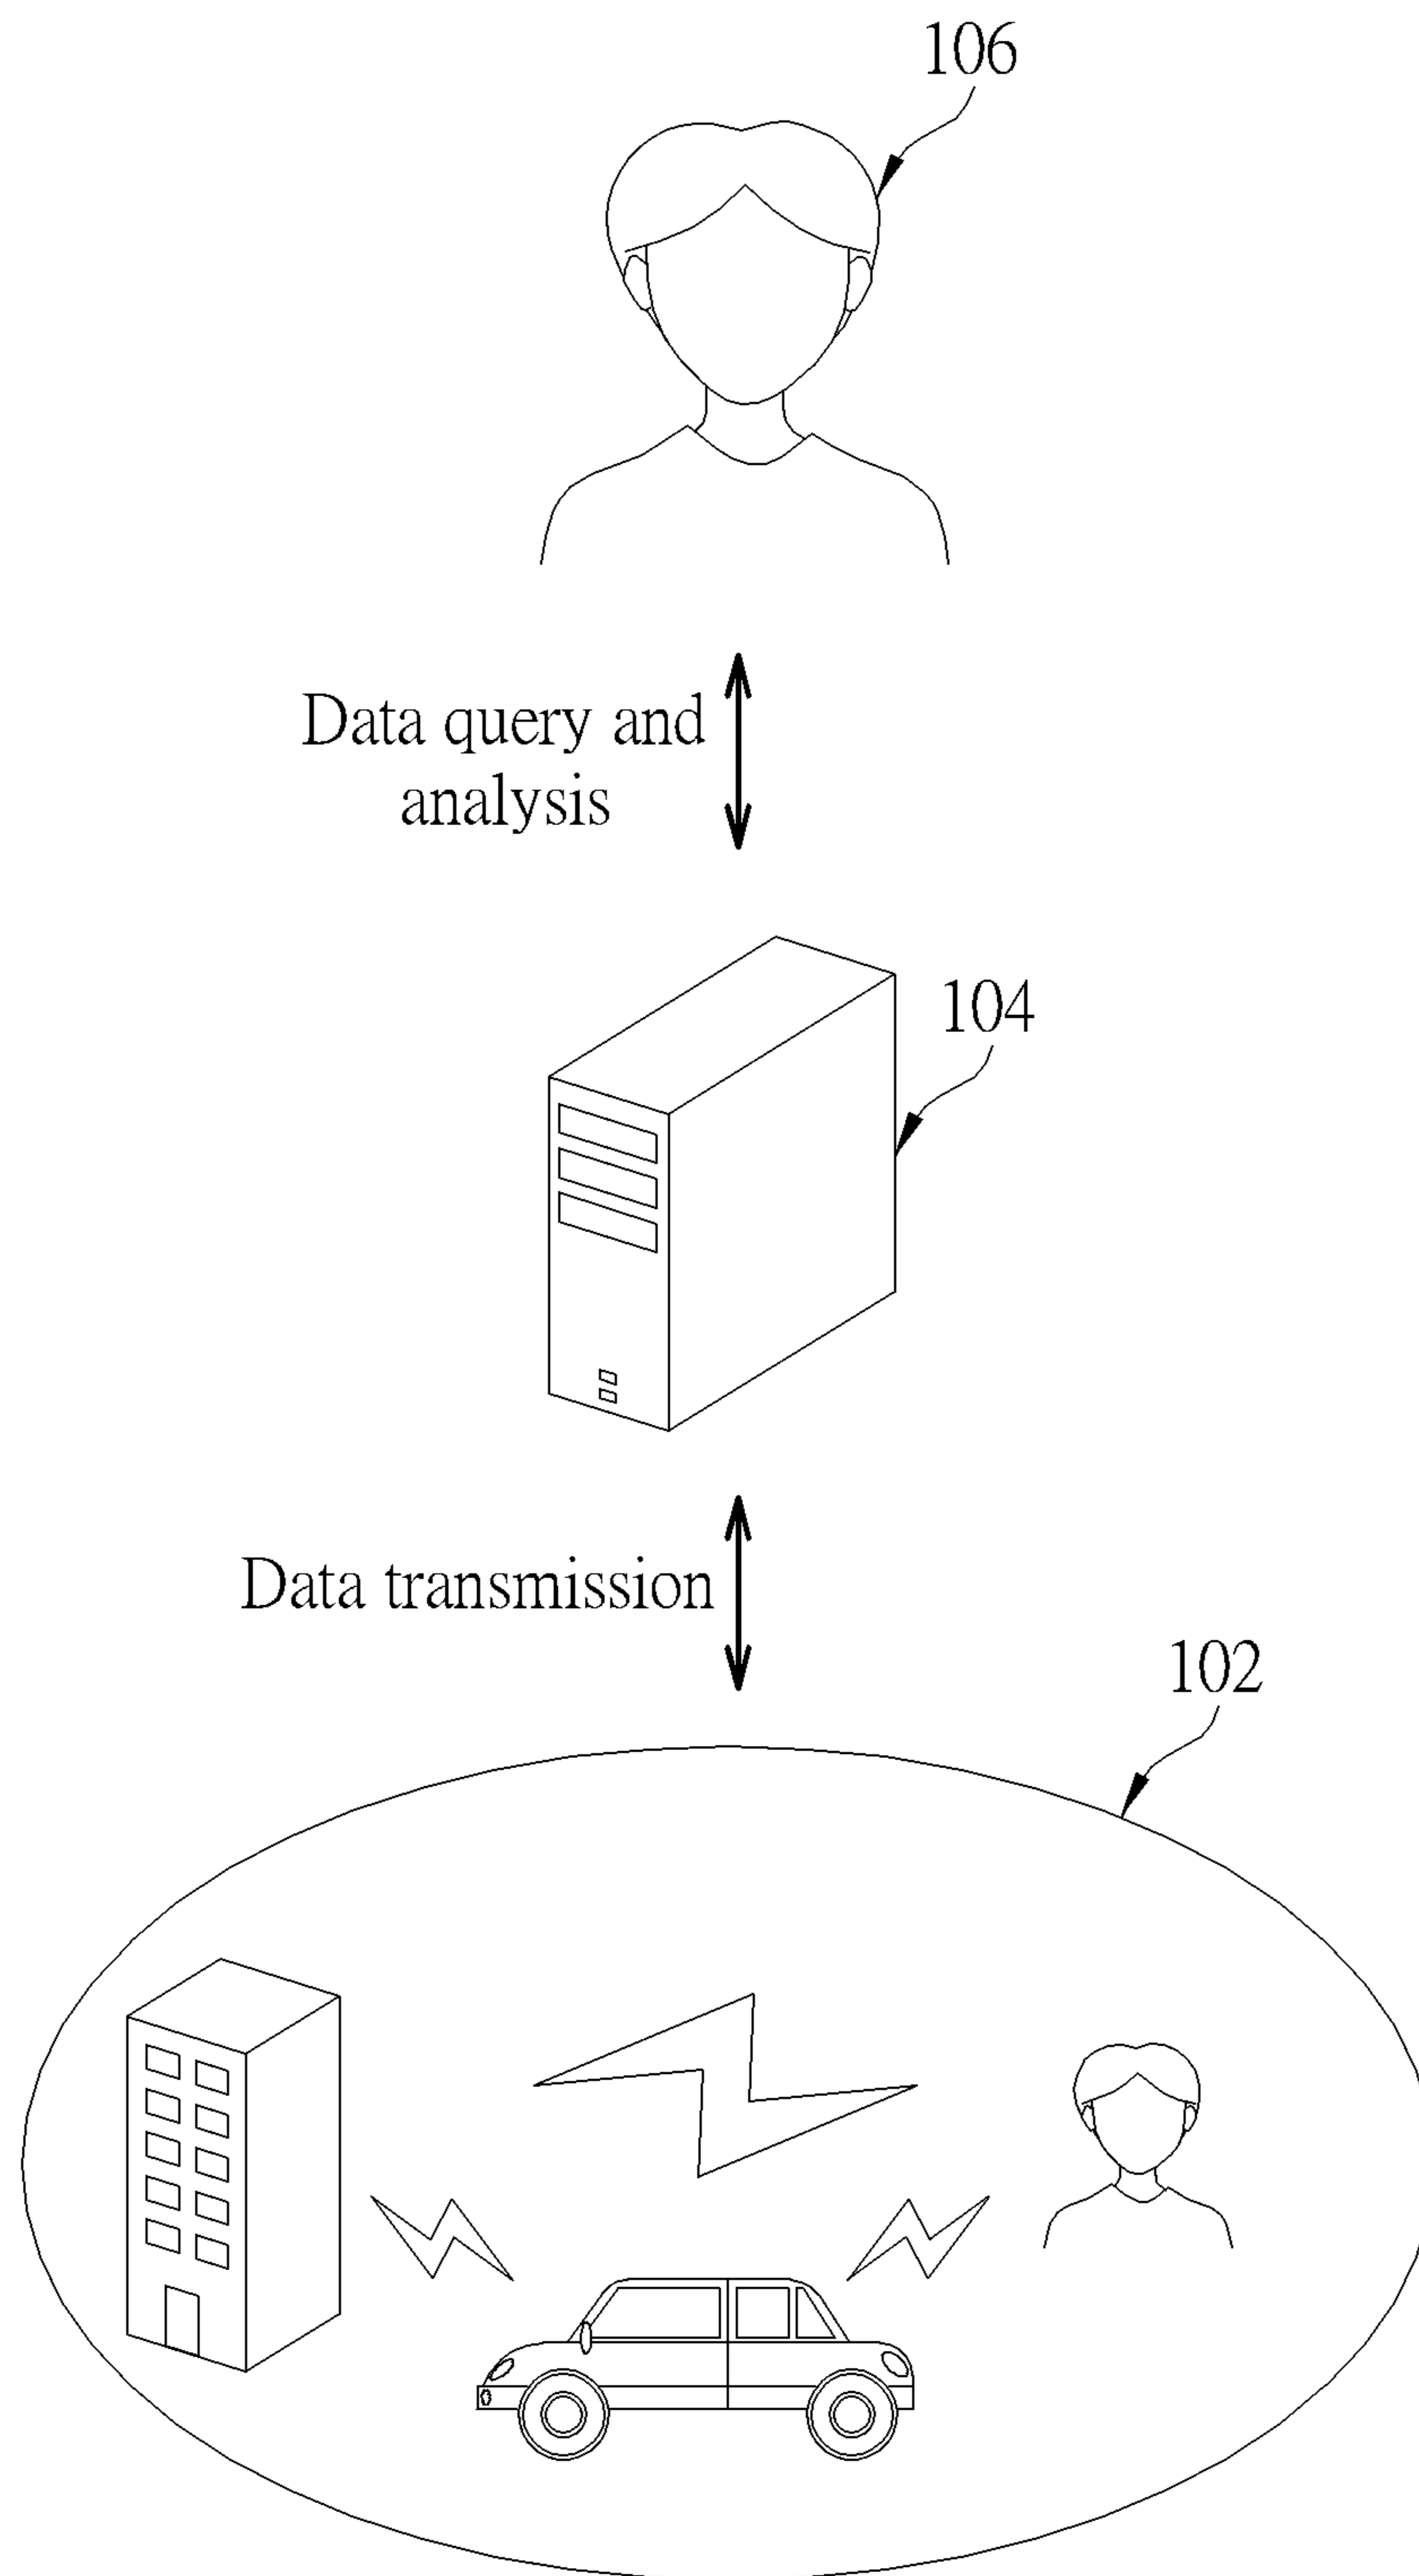 106
Data query and
analysis
104
Data transmission
102